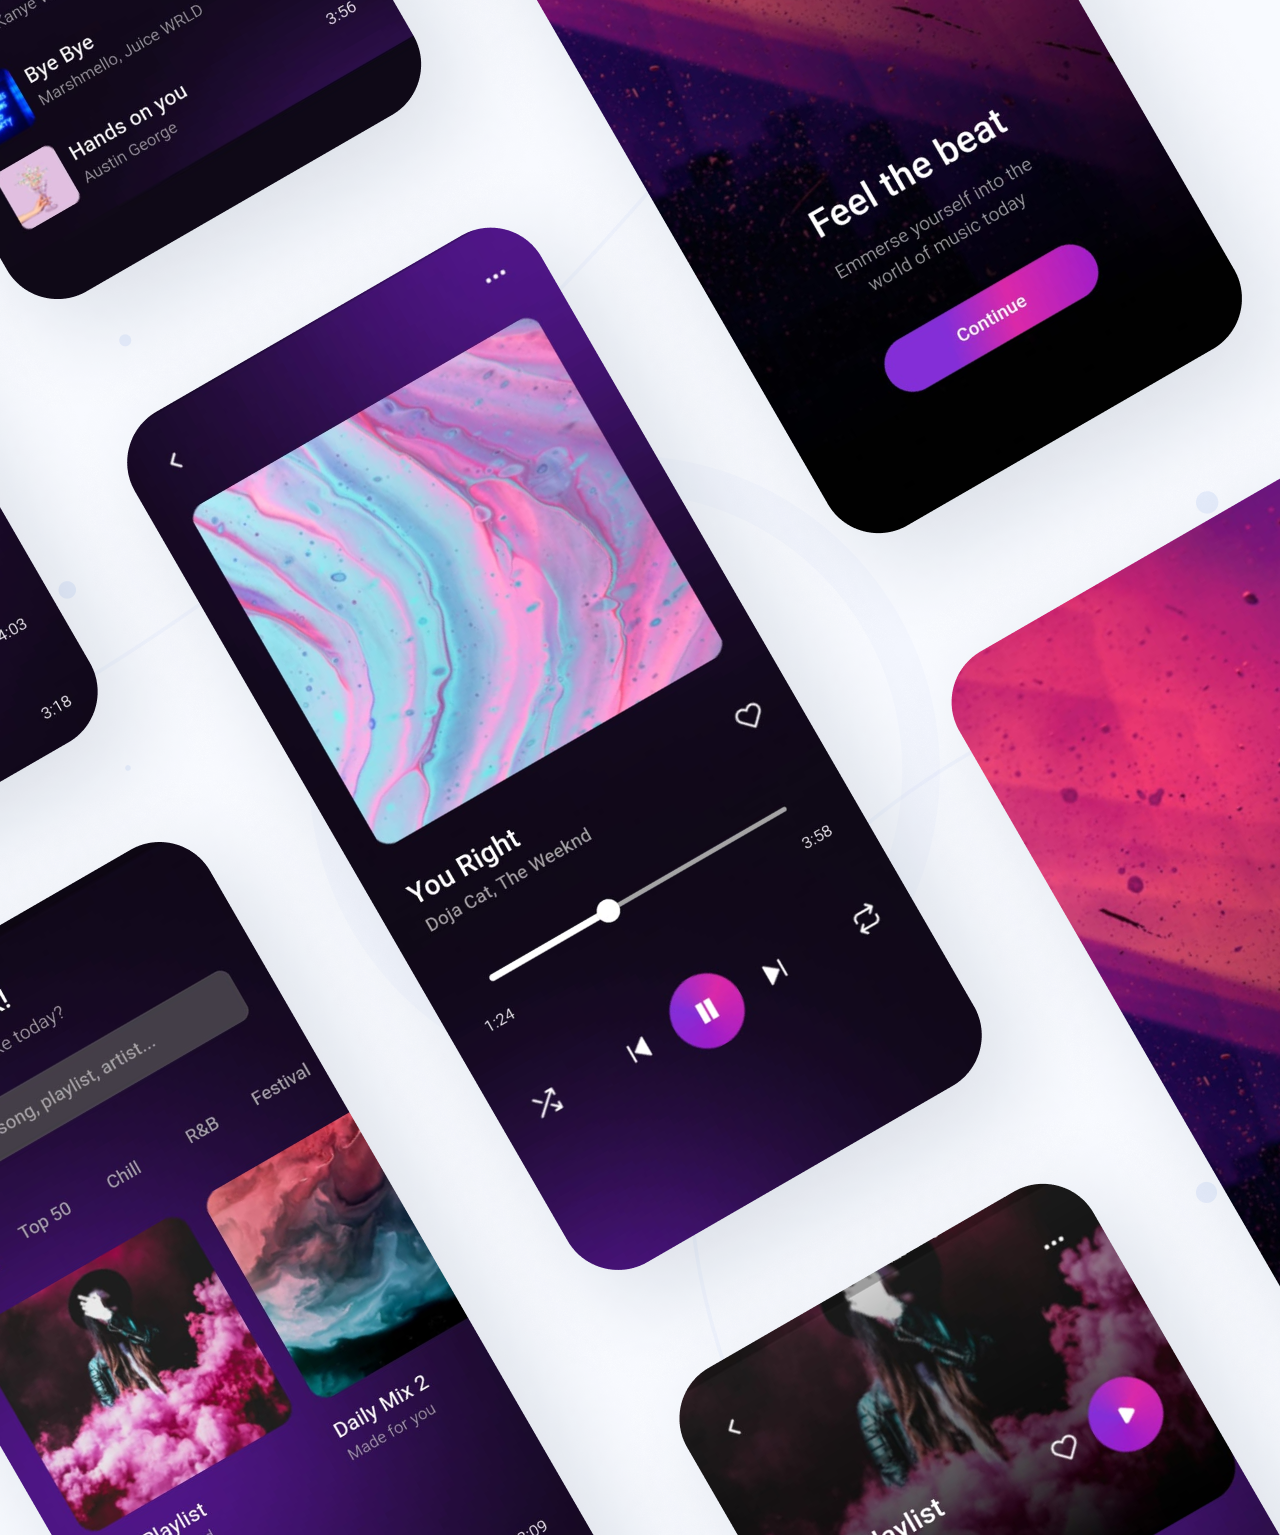 Kanye
3:56
Bye Bye
Marshmello, Juice WRLD
Hands on you
Austin George
Feel the beat
Emmerse yourself into the
world of music today
Continue
4:03
3:18
You Right
Doja Cat, The Weeknd
3:58
1:24
today?
song, playlist, artist...
Top 50
Chill
R&B
Festival
Daily Mix 2
Made for you
Playlist
3:09